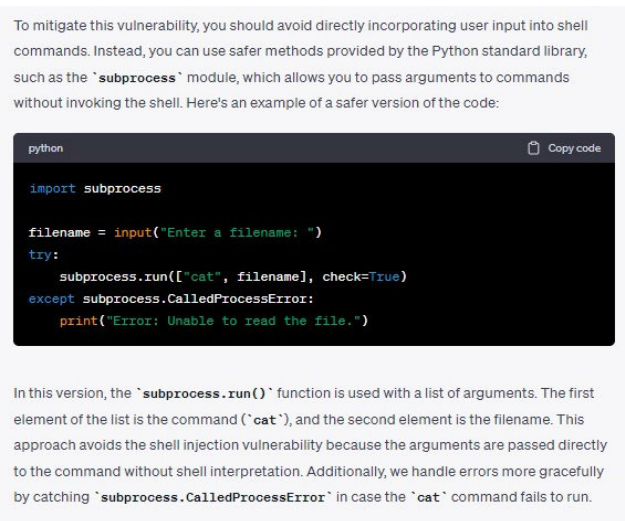 To mitigate this vulnerability, you should avoid directly incorporating user input into shell
commands. Instead, you can use safer methods provided by the Python standard library,
such as the `subprocess` module, which allows you to pass arguments to commands
without invoking the shell. Here's an example of a safer version of the code:
python
Copy code
import subprocess
filename = input("Enter a filename: ")
try:
    subprocess.run(["cat", filename], check=True)
except subprocess.CalledProcessError:
    print("Error: Unable to read the file.")
In this version, the `subprocess.run()` function is used with a list of arguments. The first
element of the list is the command (`cat`), and the second element is the filename. This
approach avoids the shell injection vulnerability because the arguments are passed directly
to the command without shell interpretation. Additionally, we handle errors more gracefully
by catching `subprocess.CalledProcessError` in case the `cat` command fails to run.